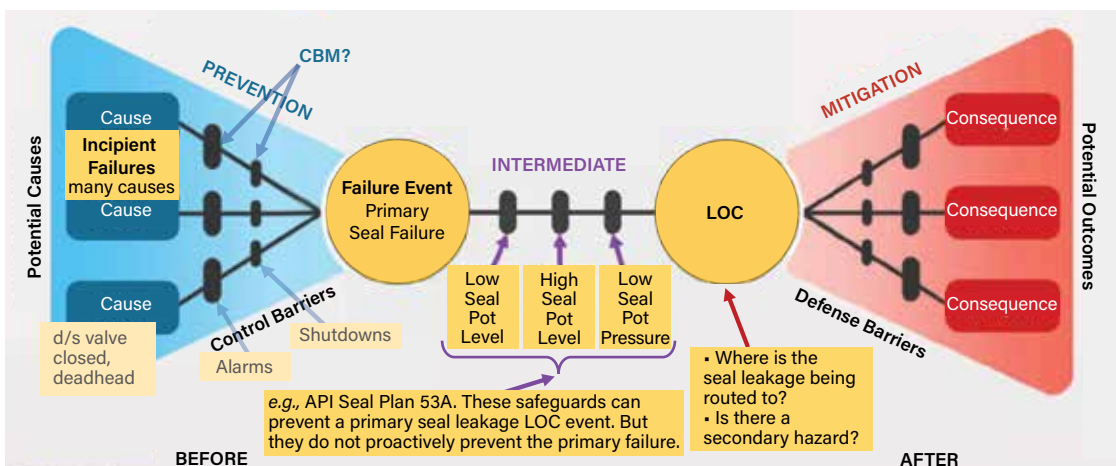 CBM?
PREVENTION
Potential Causes
Cause
Incipient
Failures
many causes
Cause
Cause
d/s valve
closed,
deadhead
Control Barriers
Shutdowns
Alarms
Failure Event
Primary
Seal Failure
INTERMEDIATE
Low
Seal
Pot
Level
High
Seal
Pot
Level
Low
Seal
Pot
Pressure
e.g., API Seal Plan 53A. These safeguards can
prevent a primary seal leakage LOC event. But
they do not proactively prevent the primary failure.
LOC
▪ Where is the
seal leakage being
routed to?
▪ Is there a
secondary hazard?
MITIGATION
Defense Barriers
Consequence
Consequence
Consequence
Potential Outcomes
BEFORE
AFTER